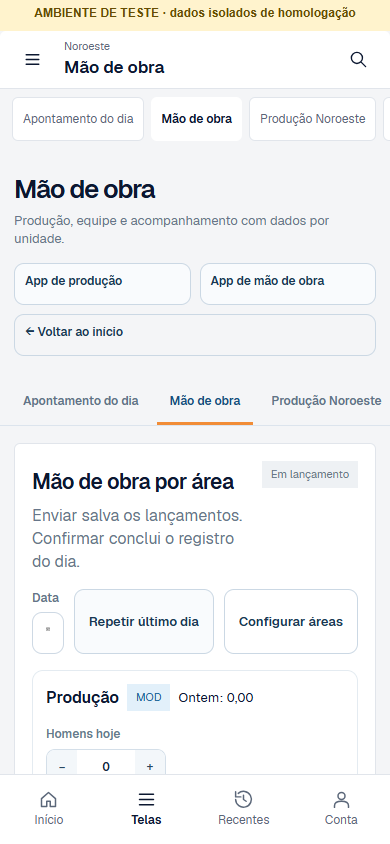 AMBIENTE DE TESTE · dados isolados de homologação
Noroeste
Mão de obra
Apontamento do dia
Mão de obra
Produção Noroeste
Mão de obra
Produção, equipe e acompanhamento com dados por
unidade.
App de produção
App de mão de obra
← Voltar ao início
Apontamento do dia
Mão de obra
Produção Noroeste
Mão de obra por área
Em lançamento
Enviar salva os lançamentos.
Confirmar conclui o registro
do dia.
Data
Repetir último dia
Configurar áreas
Produção
MOD
Ontem: 0,00
Homens hoje
−
0
+
Início
Telas
Recentes
Conta